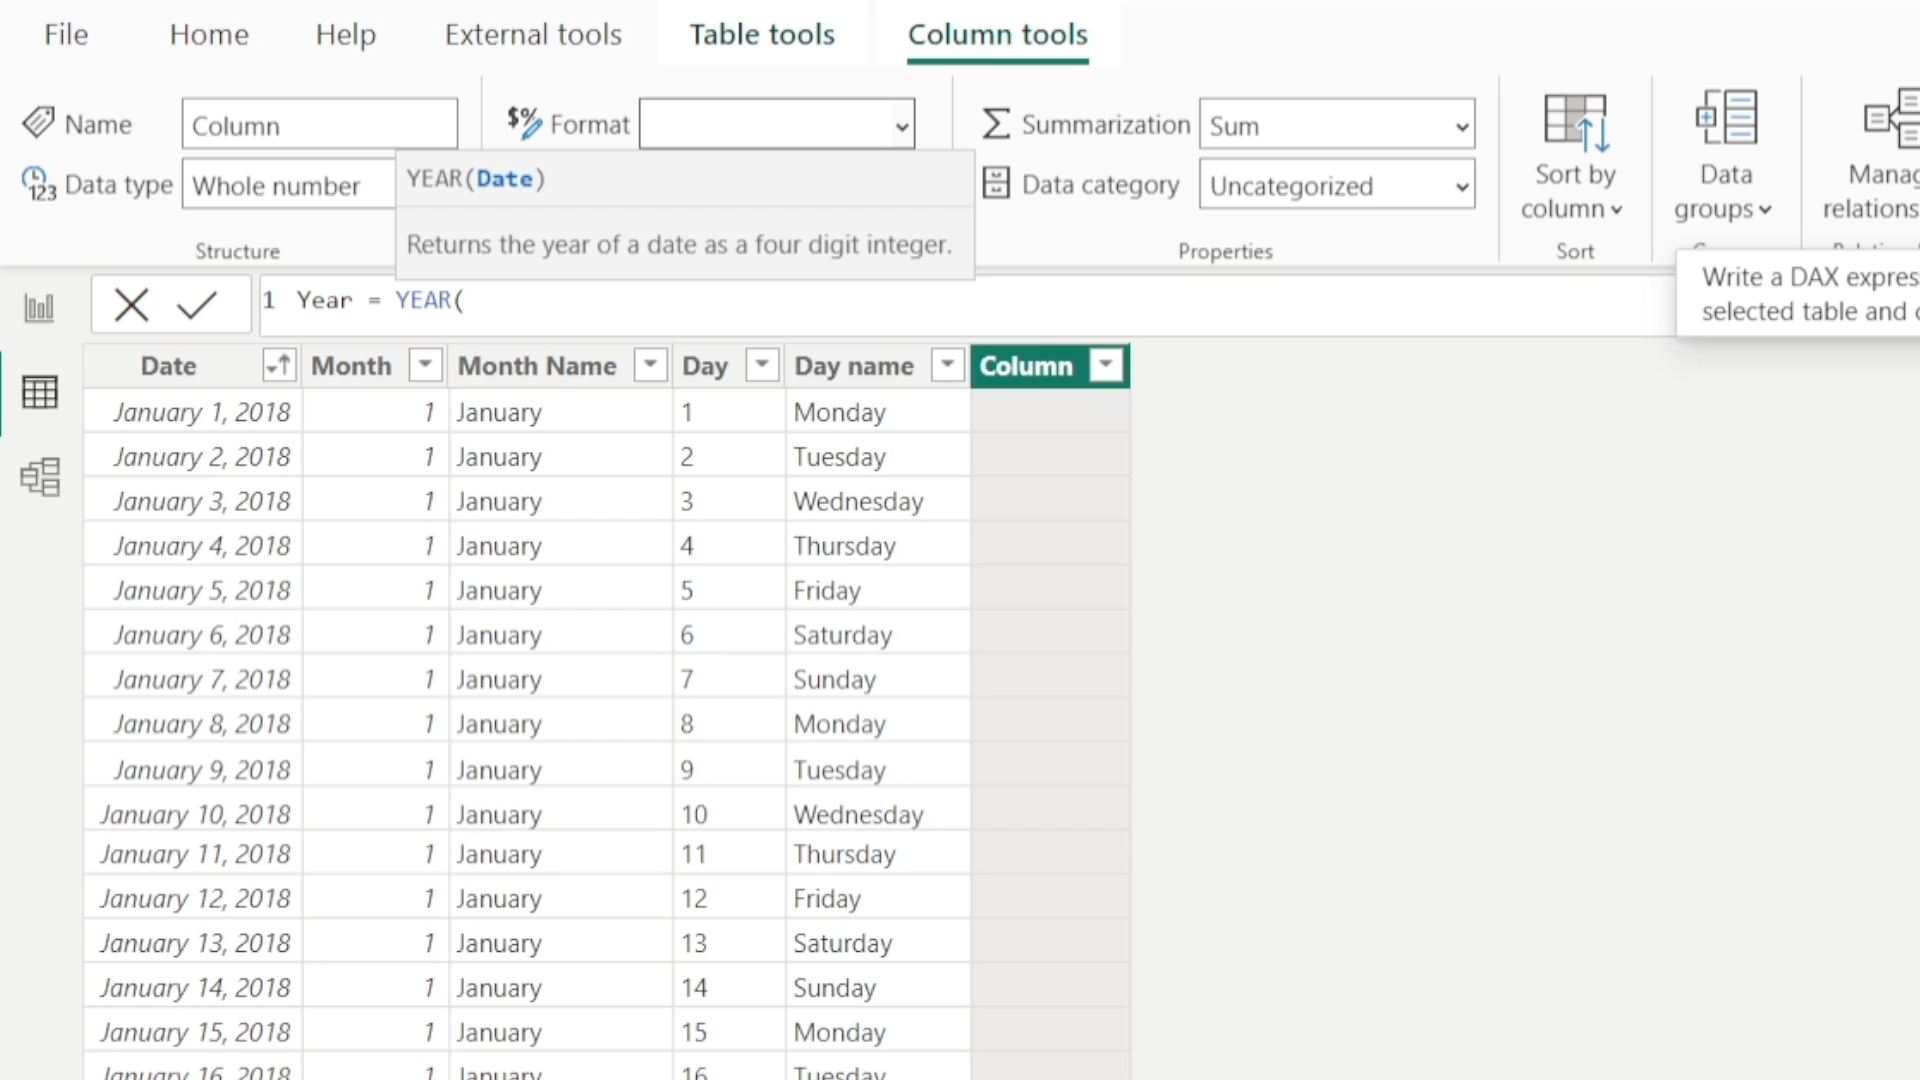 File Home Help External tools Table tools Column tools
Name Column $% Format Summarization Sum
123 Data type Whole number YEAR(Date) Data category Uncategorized Sort by column Data groups
Returns the year of a date as a four digit integer.
Structure Properties Sort
Write a DAX
selected table and
1 Year = YEAR(
Date Month Month Name Day Day name Column
January 1, 2018 1 January 1 Monday
January 2, 2018 1 January 2 Tuesday
January 3, 2018 1 January 3 Wednesday
January 4, 2018 1 January 4 Thursday
January 5, 2018 1 January 5 Friday
January 6, 2018 1 January 6 Saturday
January 7, 2018 1 January 7 Sunday
January 8, 2018 1 January 8 Monday
January 9, 2018 1 January 9 Tuesday
January 10, 2018 1 January 10 Wednesday
January 11, 2018 1 January 11 Thursday
January 12, 2018 1 January 12 Friday
January 13, 2018 1 January 13 Saturday
January 14, 2018 1 January 14 Sunday
January 15, 2018 1 January 15 Monday
January 16, 2018 1 January 16 Tuesday